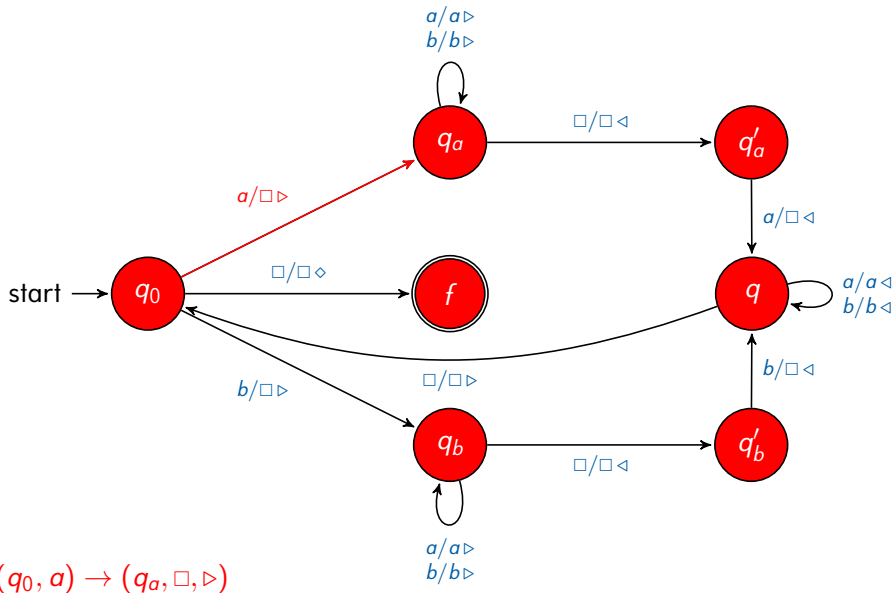 a/a▹
b/b▹
□/□◃
q_a
q'_a
a/□▹
a/□◃
start
q_0
□/□⋄
f
q
a/a◃
b/b◃
b/□▹
□/□▹
b/□◃
q_b
q'_b
□/□◃
a/a▹
b/b▹
(q_0, a) → (q_a, □, ▹)